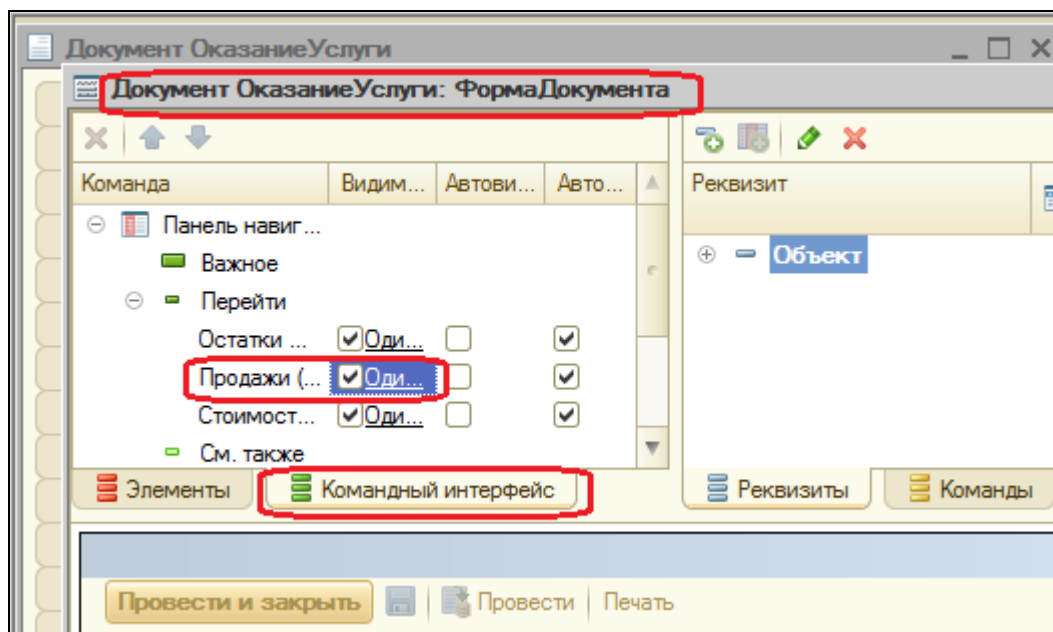 Документ ОказаниеУслуги
Документ ОказаниеУслуги: ФормаДокумента
Команда Видим... Автови... Авто... Реквизит
Панель навиг...
Важное
Объект
Перейти
Остатки ... Оди...
Продажи (... Оди...
Стоимост... Оди...
См. также
Элементы Командный интерфейс Реквизиты Команды
Провести и закрыть Провести Печать